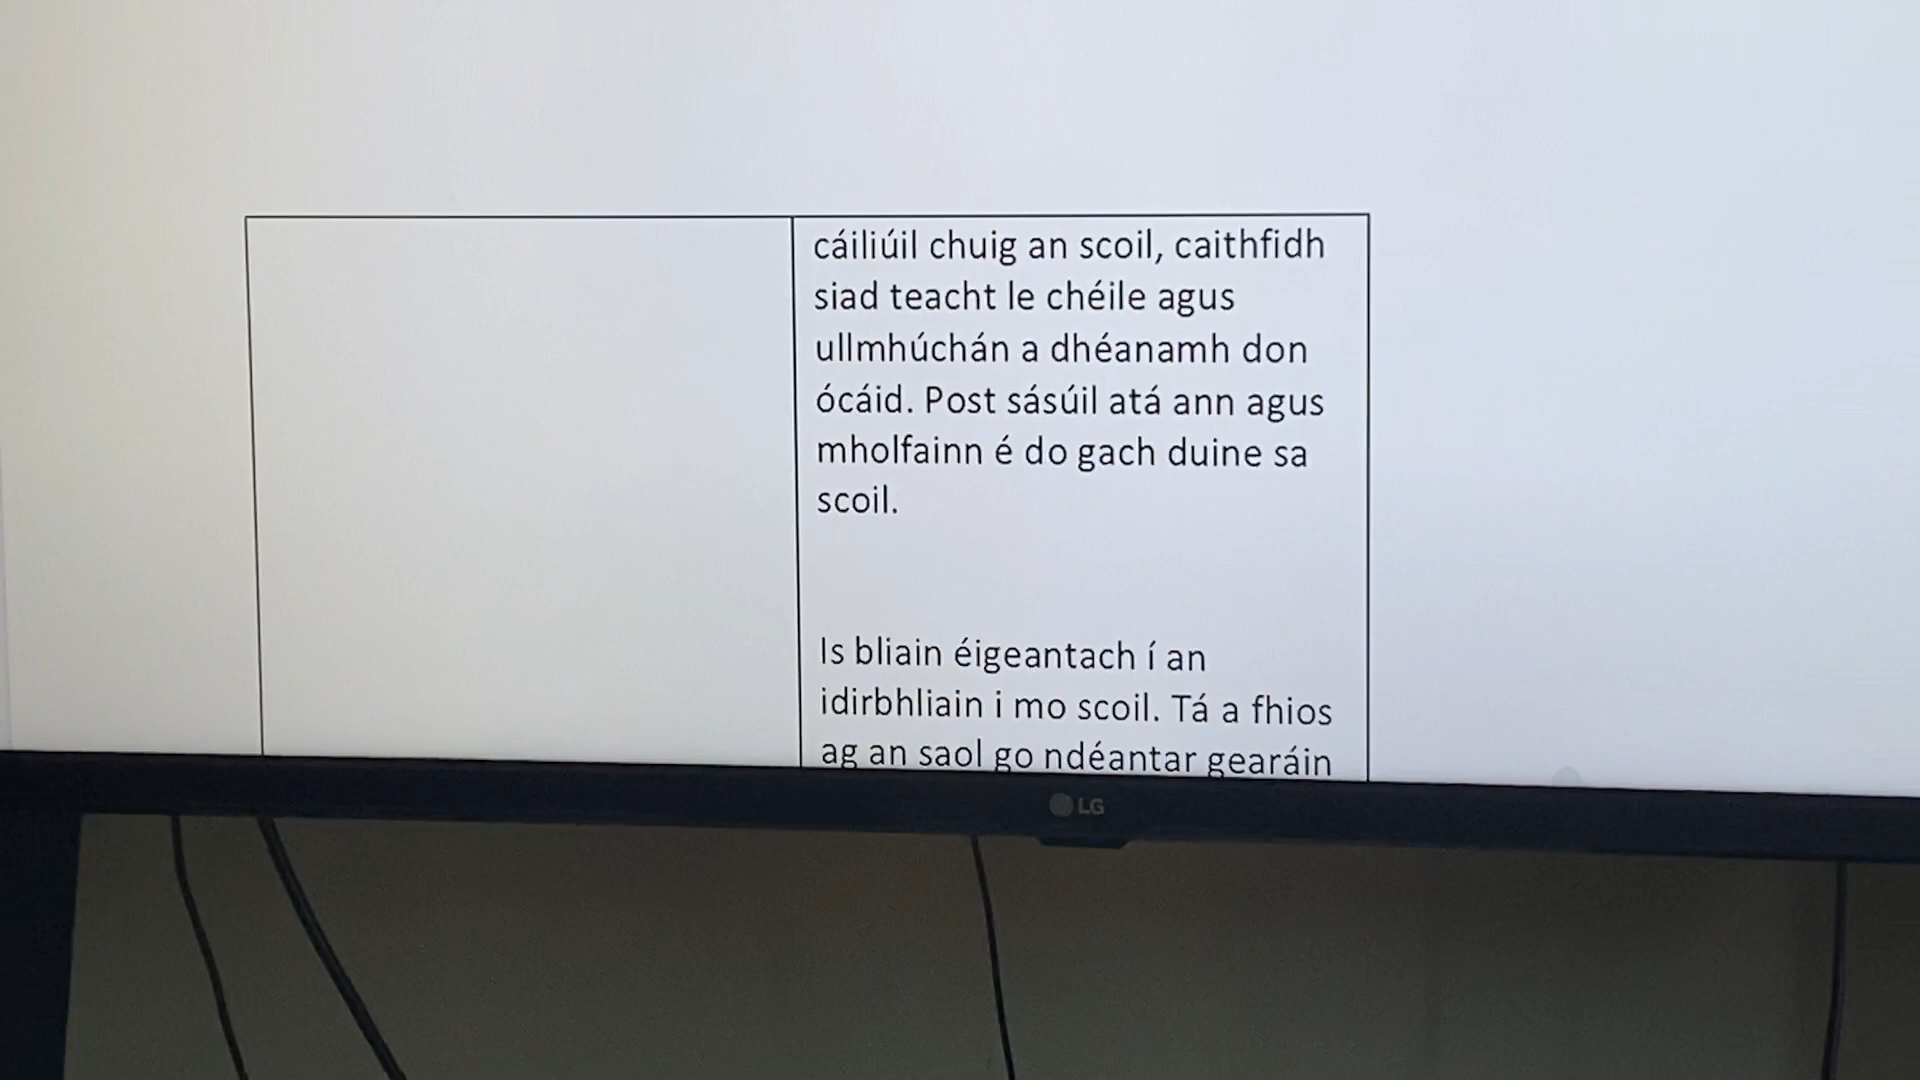 cáiliúil chuig an scoil, caithfidh
siad teacht le chéile agus
ullmhúchán a dhéanamh don
ócáid. Post sásúil atá ann agus
mholfainn é do gach duine sa
scoil.
Is bliain éigeantach í an
idirbhliain i mo scoil. Tá a fhios
ag an saol go ndéantar gearáin
LG